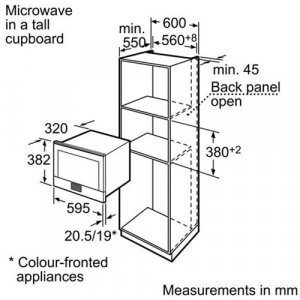 Microwave
in a tall
cupboard
600
550 560+8
min.
min. 45
Back panel
open
320
382
380+2
595
20.5/19*
* Colour-fronted
appliances
Measurements in mm